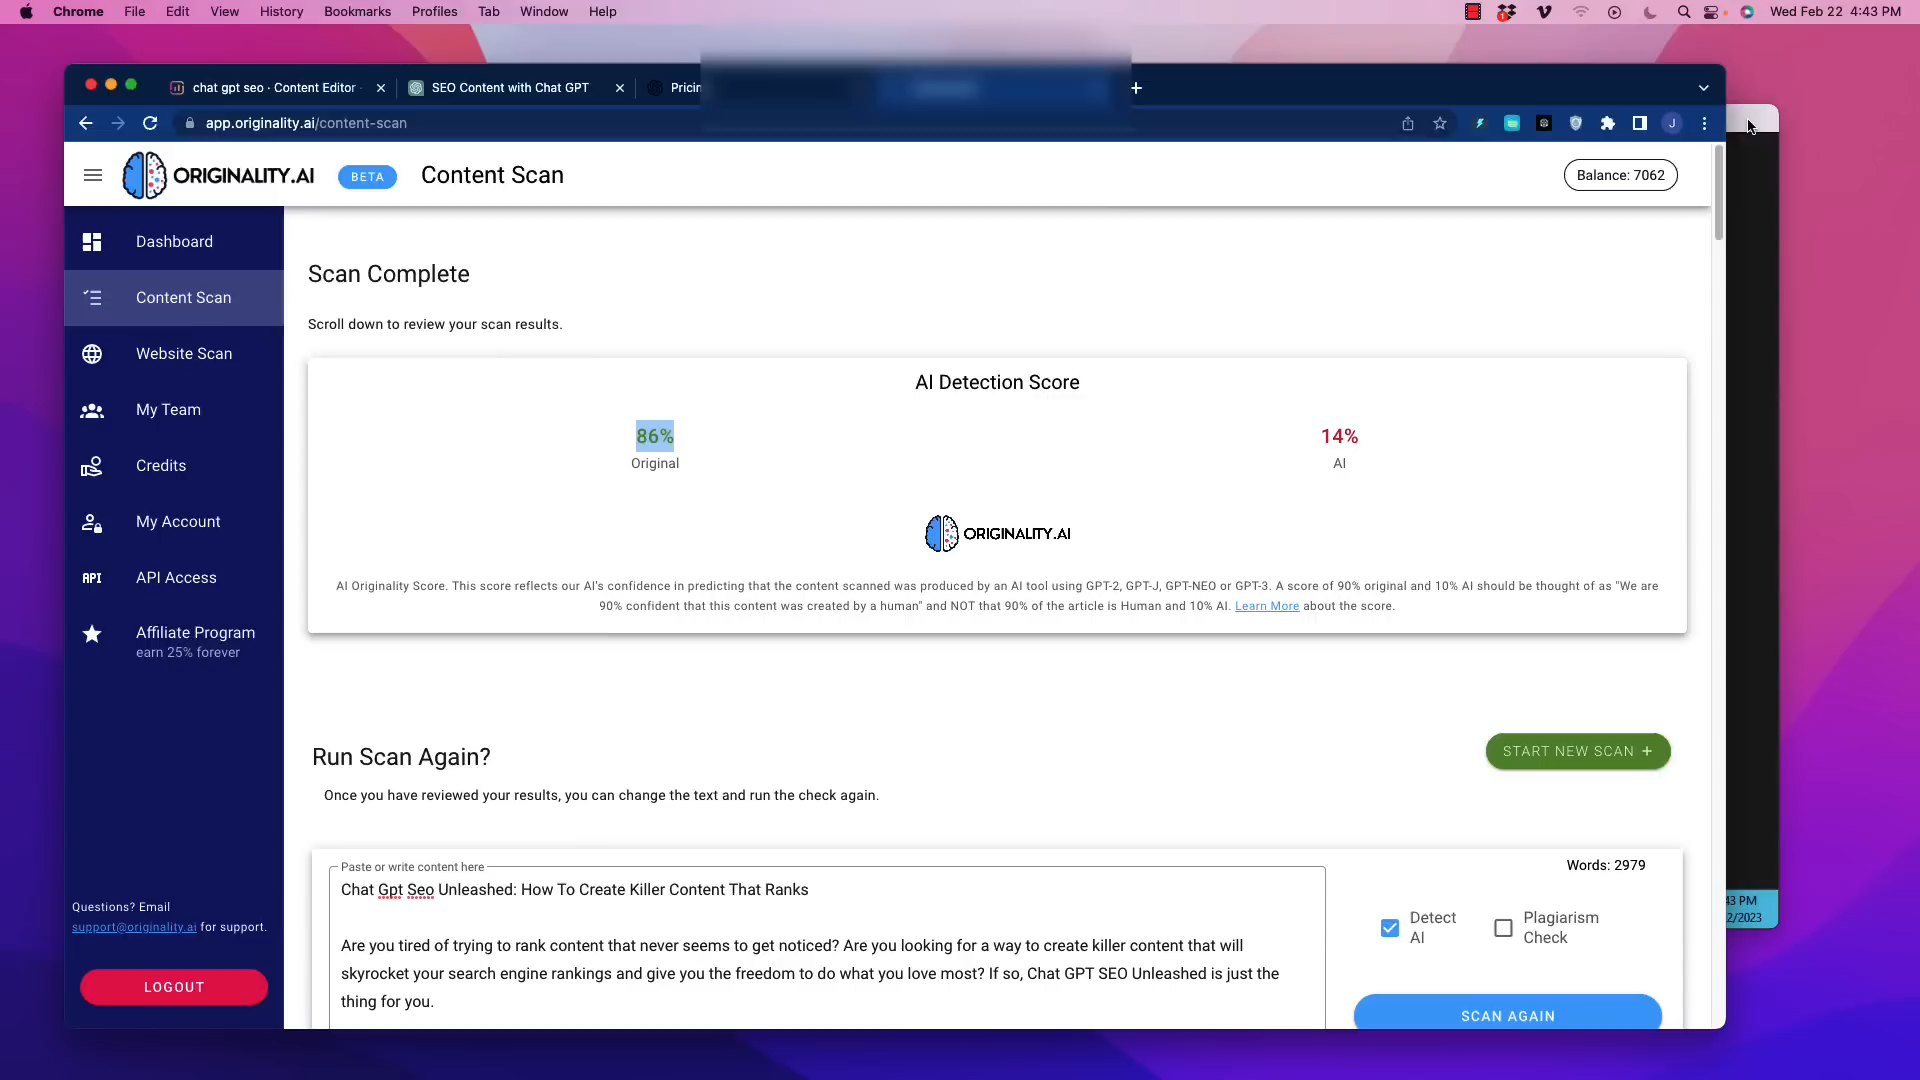 Chrome File Edit View History Bookmarks Profiles Tab Window Help
1
Wed Feb 22 4:43 PM
chat gpt seo · Content Editor
SEO Content with Chat GPT
Pricin
app.originality.ai/content-scan
J
ORIGINALITY.AI
BETA
Content Scan
Balance: 7062
Dashboard
Content Scan
Website Scan
My Team
Credits
My Account
API
API Access
Affiliate Program
earn 25% forever
Questions? Email
support@originality.ai for support.
LOGOUT
Scan Complete
Scroll down to review your scan results.
AI Detection Score
86%
Original
14%
AI
ORIGINALITY.AI
AI Originality Score. This score reflects our AI's confidence in predicting that the content scanned was produced by an AI tool using GPT-2, GPT-J, GPT-NEO or GPT-3. A score of 90% original and 10% AI should be thought of as "We are
90% confident that this content was created by a human" and NOT that 90% of the article is Human and 10% AI. Learn More about the score.
Run Scan Again?
START NEW SCAN +
Once you have reviewed your results, you can change the text and run the check again.
Paste or write content here
Chat Gpt Seo Unleashed: How To Create Killer Content That Ranks
Are you tired of trying to rank content that never seems to get noticed? Are you looking for a way to create killer content that will
skyrocket your search engine rankings and give you the freedom to do what you love most? If so, Chat GPT SEO Unleashed is just the
thing for you.
Words: 2979
Detect
AI
Plagiarism
Check
SCAN AGAIN
43 PM
2/2023